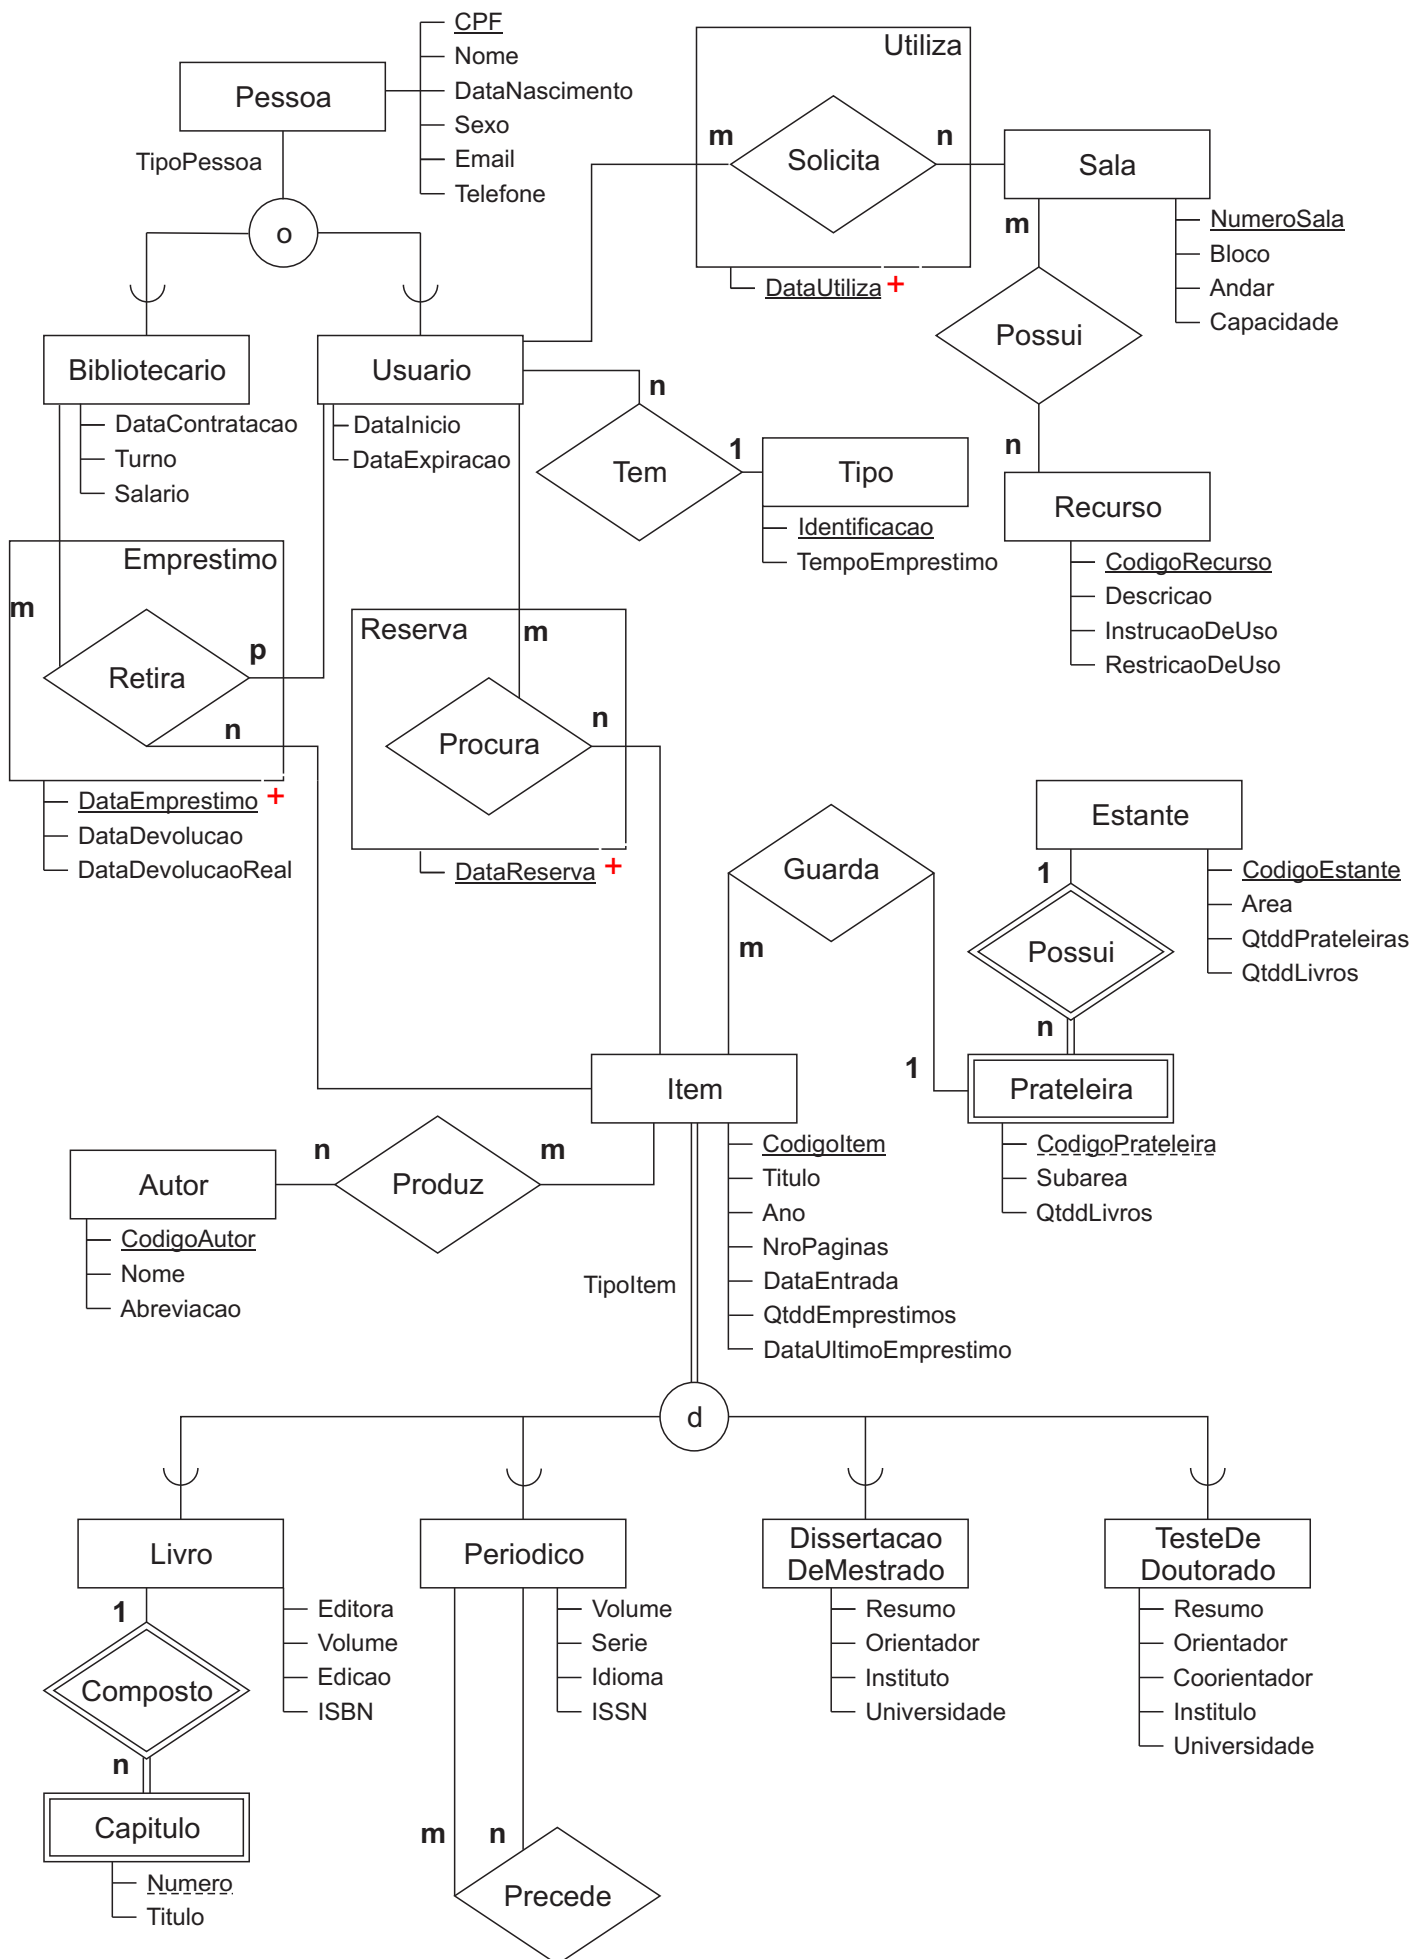 CPF
Nome
DataNascimento
Sexo
Email
Telefone
Pessoa
TipoPessoa
o
Utiliza
m
Solicita
n
DataUtiliza +
Sala
NumeroSala
Bloco
Andar
Capacidade
m
Possui
n
Recurso
CodigoRecurso
Descricao
InstrucaoDeUso
RestricaoDeUso
Bibliotecario
DataContratacao
Turno
Salario
Usuario
DataInicio
DataExpiracao
n
Tem
1
Tipo
Identificacao
TempoEmprestimo
Emprestimo
m
Retira
p
n
DataEmprestimo +
DataDevolucao
DataDevolucaoReal
Reserva
m
Procura
n
DataReserva +
Guarda
m
1
Estante
CodigoEstante
Area
QtddPrateleiras
QtddLivros
1
Possui
n
Prateleira
CodigoPrateleira
Subarea
QtddLivros
Item
CodigoItem
Titulo
Ano
NroPaginas
DataEntrada
QtddEmprestimos
DataUltimoEmprestimo
Autor
CodigoAutor
Nome
Abreviacao
n
Produz
m
TipoItem
d
Livro
Editora
Volume
Edicao
ISBN
1
Composto
n
Capitulo
Numero
Titulo
Periodico
Volume
Serie
Idioma
ISSN
m
n
Precede
Dissertacao
DeMestrado
Resumo
Orientador
Instituto
Universidade
TesteDe
Doutorado
Resumo
Orientador
Coorientador
Institulo
Universidade